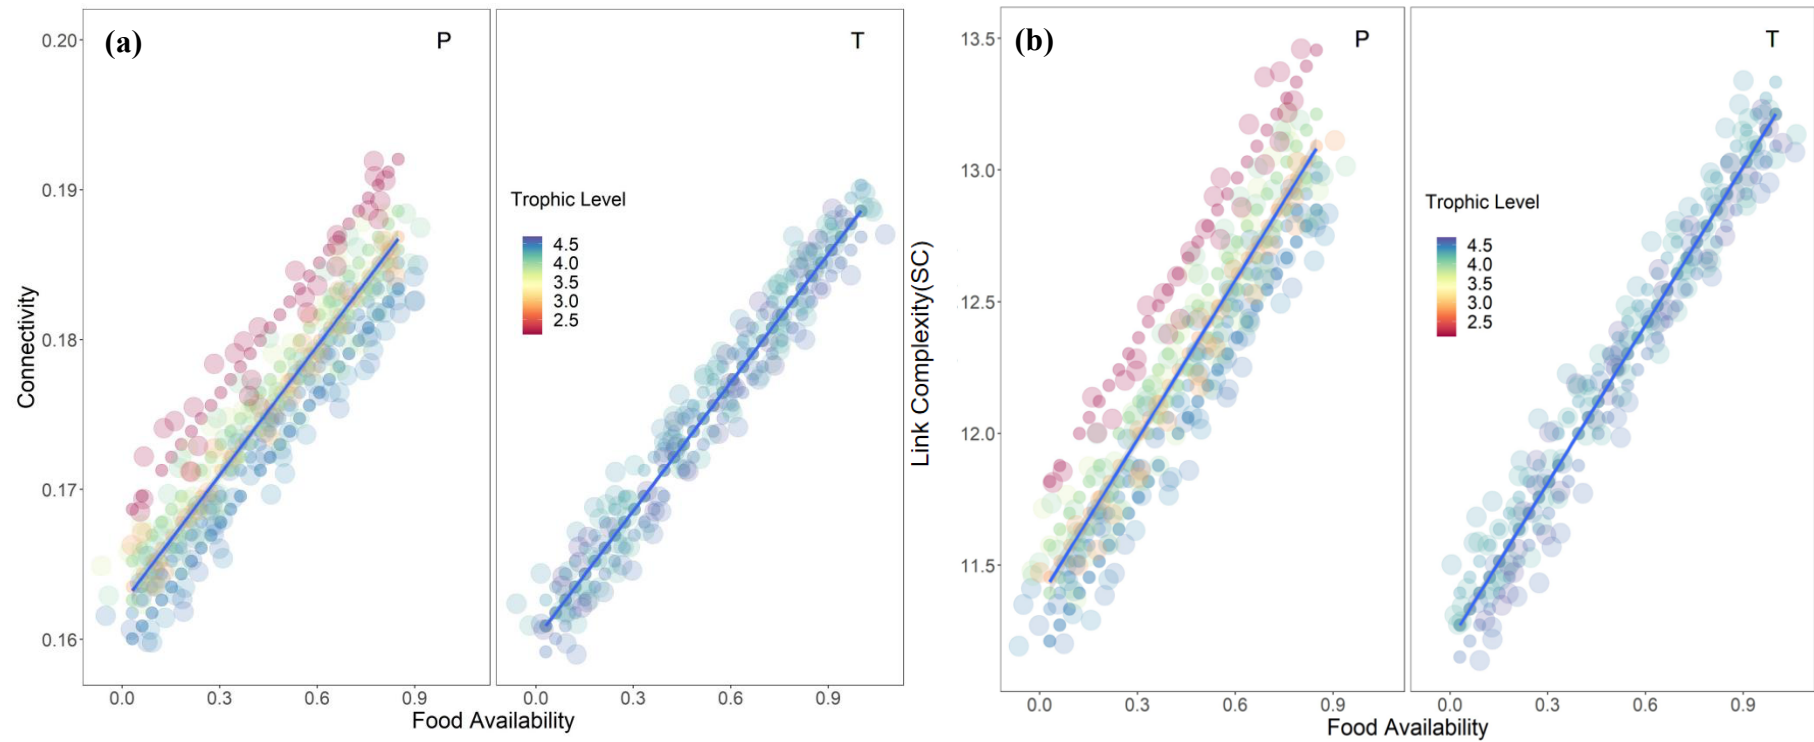 (a)
P
T
0.20
0.19
0.18
0.17
0.16
Connectivity
Trophic Level
4.5
4.0
3.5
3.0
2.5
0.0 0.3 0.6 0.9
0.0 0.3 0.6 0.9
Food Availability
(b)
P
T
13.5
13.0
12.5
12.0
11.5
Link Complexity(SC)
Trophic Level
4.5
4.0
3.5
3.0
2.5
0.0 0.3 0.6 0.9
0.0 0.3 0.6 0.9
Food Availability